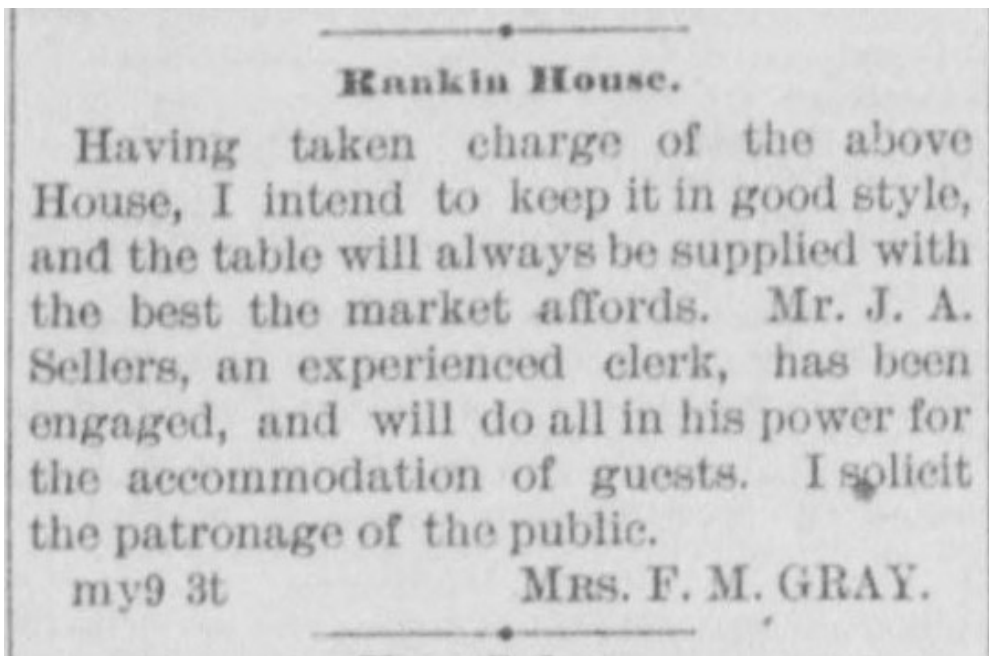 Rankin House.
Having taken charge of the above
House, I intend to keep it in good style,
and the table will always be supplied with
the best the market affords. Mr. J. A.
Sellers, an experienced clerk, has been
engaged, and will do all in his power for
the accommodation of guests. I solicit
the patronage of the public.
my9 3t MRS. F. M. GRAY.